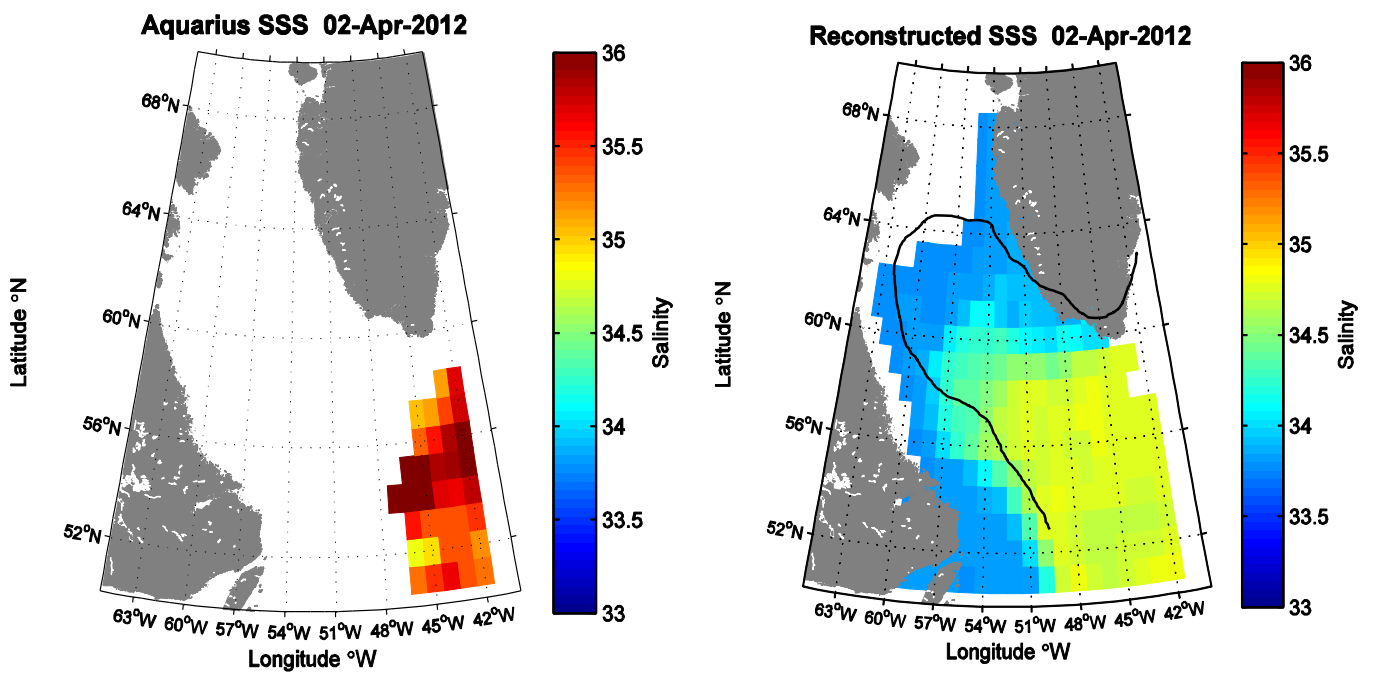 Aquarius SSS  02-Apr-2012
68°N
64°N
60°N
56°N
52°N
Latitude °N
63°W 60°W 57°W 54°W 51°W 48°W 45°W 42°W
Longitude °W
36
35.5
35
34.5
34
33.5
33
Salinity
Reconstructed SSS  02-Apr-2012
68°N
64°N
60°N
56°N
52°N
Latitude °N
63°W 60°W 57°W 54°W 51°W 48°W 45°W 42°W
Longitude °W
36
35.5
35
34.5
34
33.5
33
Salinity